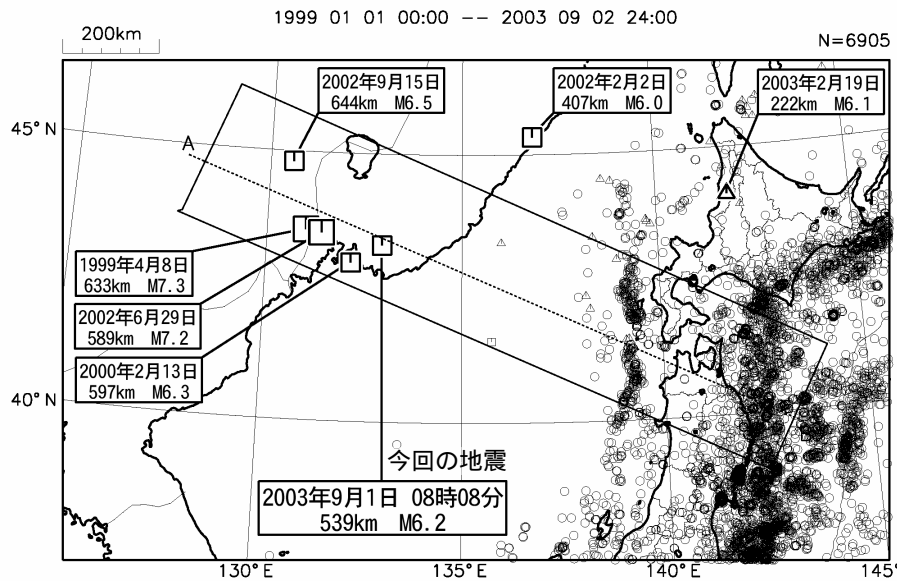 1999 01 01 00:00 -- 2003 09 02 24:00
200km
N=6905
2002年9月15日
644km M6.5
2002年2月2日
407km M6.0
2003年2月19日
222km M6.1
45°N
A
1999年4月8日
633km M7.3
2002年6月29日
589km M7.2
2000年2月13日
597km M6.3
40°N
今回の地震
2003年9月1日 08時08分
539km M6.2
130°E
135°E
140°E
145°